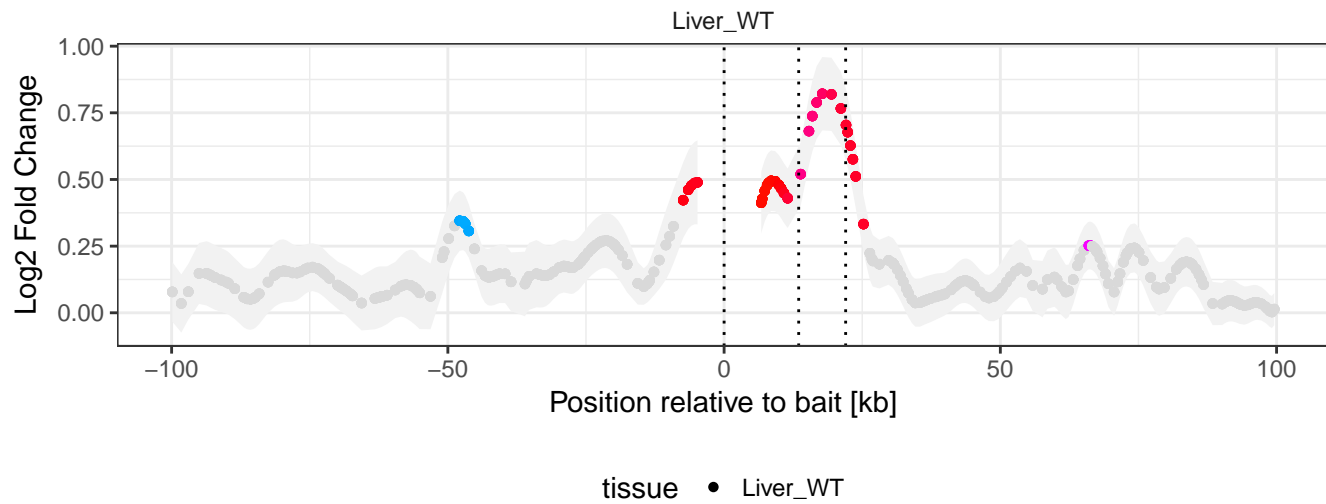 Liver_WT
1.00
0.75
0.50
0.25
0.00
Log2 Fold Change
−100
−50
0
50
100
Position relative to bait [kb]
tissue
Liver_WT